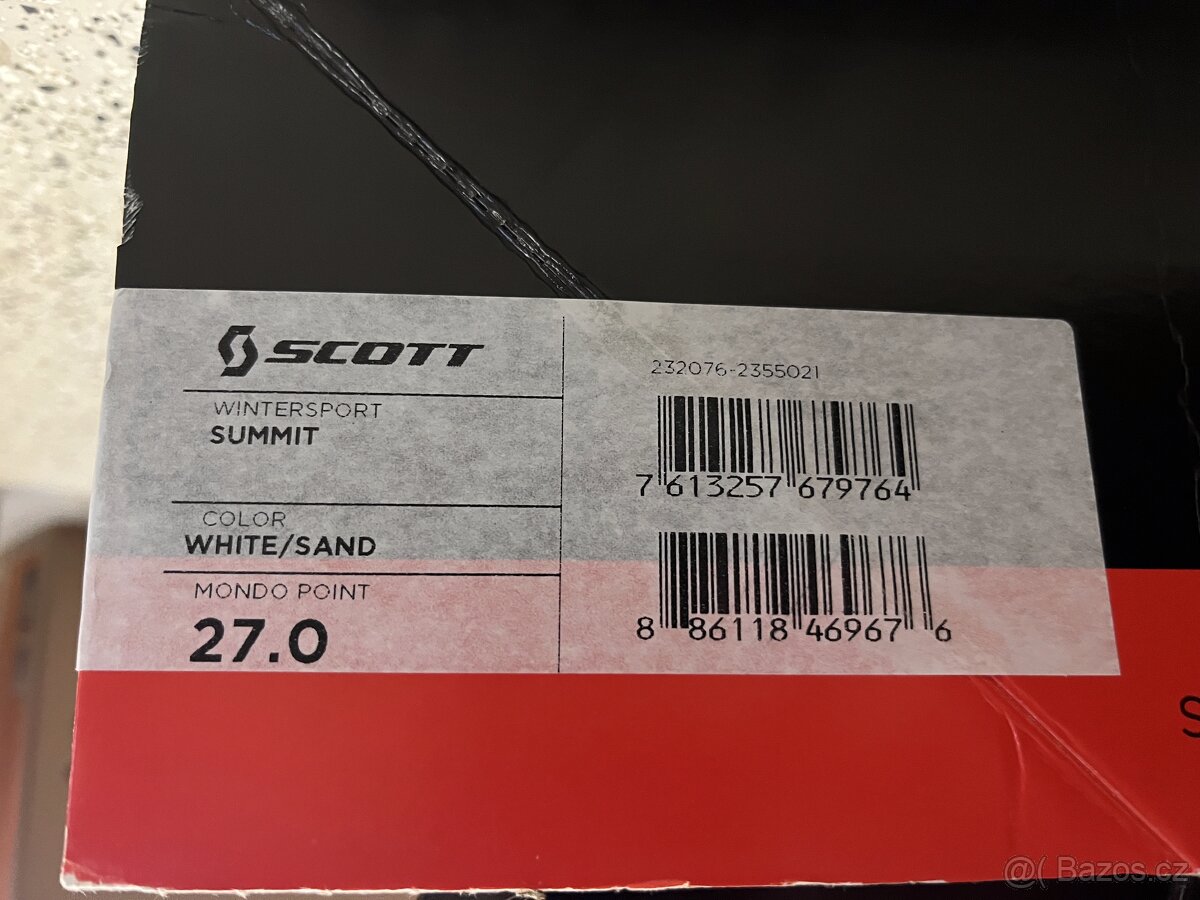 SCOTT
WINTERSPORT
SUMMIT
COLOR
WHITE/SAND
MONDO POINT
27.0
232076-2355021
7 613257 679764
8 86118 46967 6
@( Bazos.cz